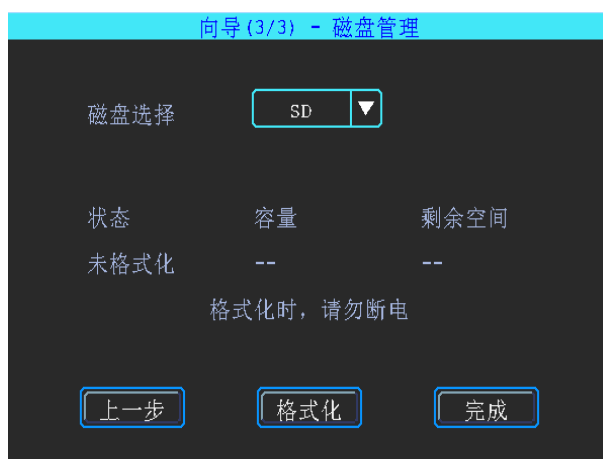 向导(3/3) - 磁盘管理
磁盘选择 SD
状态 容量 剩余空间
未格式化 -- --
格式化时，请勿断电
上一步 格式化 完成